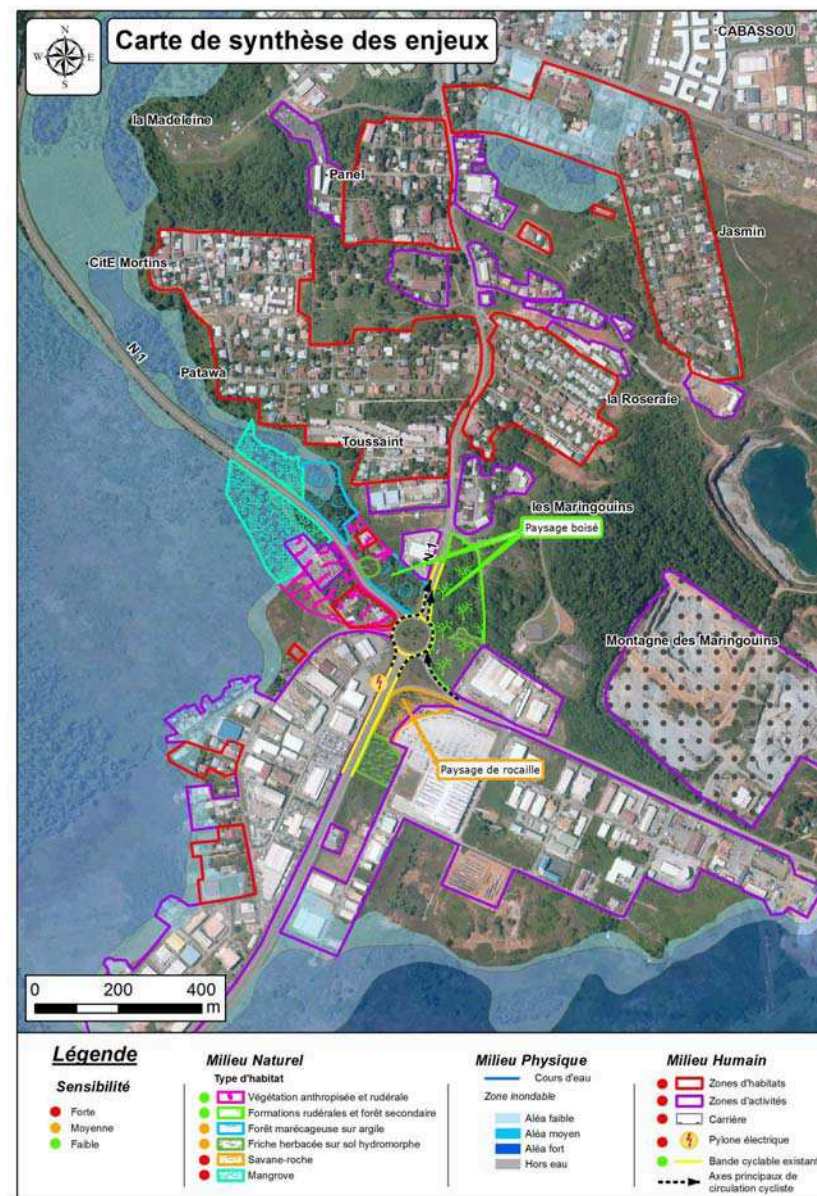 Carte de synthèse des enjeux
N
W E
S
CABASSOU
la Madeleine
Panel
Jasmin
CitE Mortins
N 1
Patawa
la Roseraie
Toussaint
les Maringouins
Paysage boisé
N 1
Montagne des Maringouins
Paysage de rocaille
0 200 400
m
Légende
Sensibilité
Forte
Moyenne
Faible
Milieu Naturel
Type d'habitat
Végétation anthropisée et rudérale
Formations rudérales et forêt secondaire
Forêt marécageuse sur argile
Friche herbacée sur sol hydromorphe
Savane-roche
Mangrove
Milieu Physique
Cours d'eau
Zone inondable
Aléa faible
Aléa moyen
Aléa fort
Hors eau
Milieu Humain
Zones d'habitats
Zones d'activités
Carrière
Pylone électrique
Bande cyclable existant
Axes principaux de
circulation cycliste